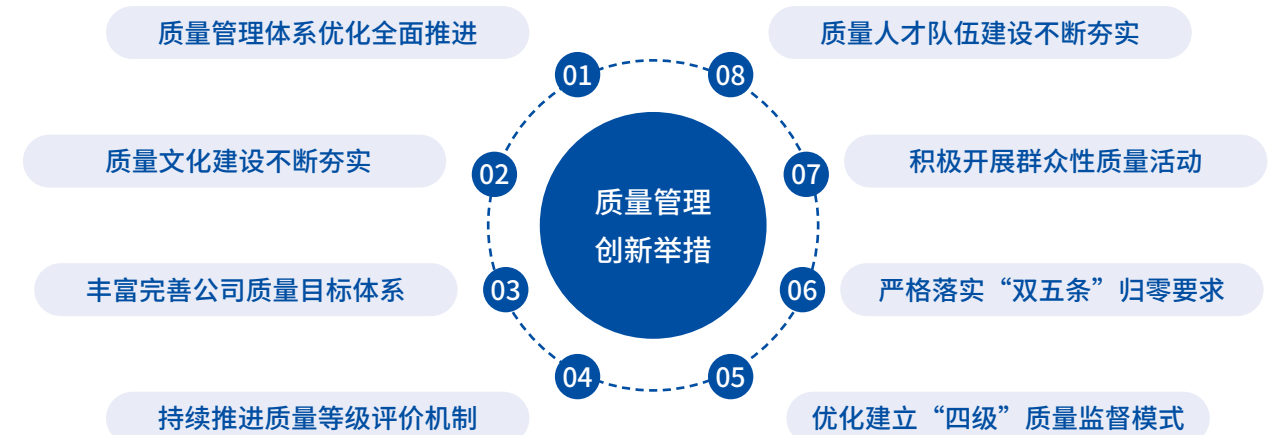 质量管理体系优化全面推进
01
质量文化建设不断夯实
02
丰富完善公司质量目标体系
03
持续推进质量等级评价机制
04
质量管理
创新举措
优化建立“四级”质量监督模式
05
严格落实“双五条”归零要求
06
积极开展群众性质量活动
07
质量人才队伍建设不断夯实
08